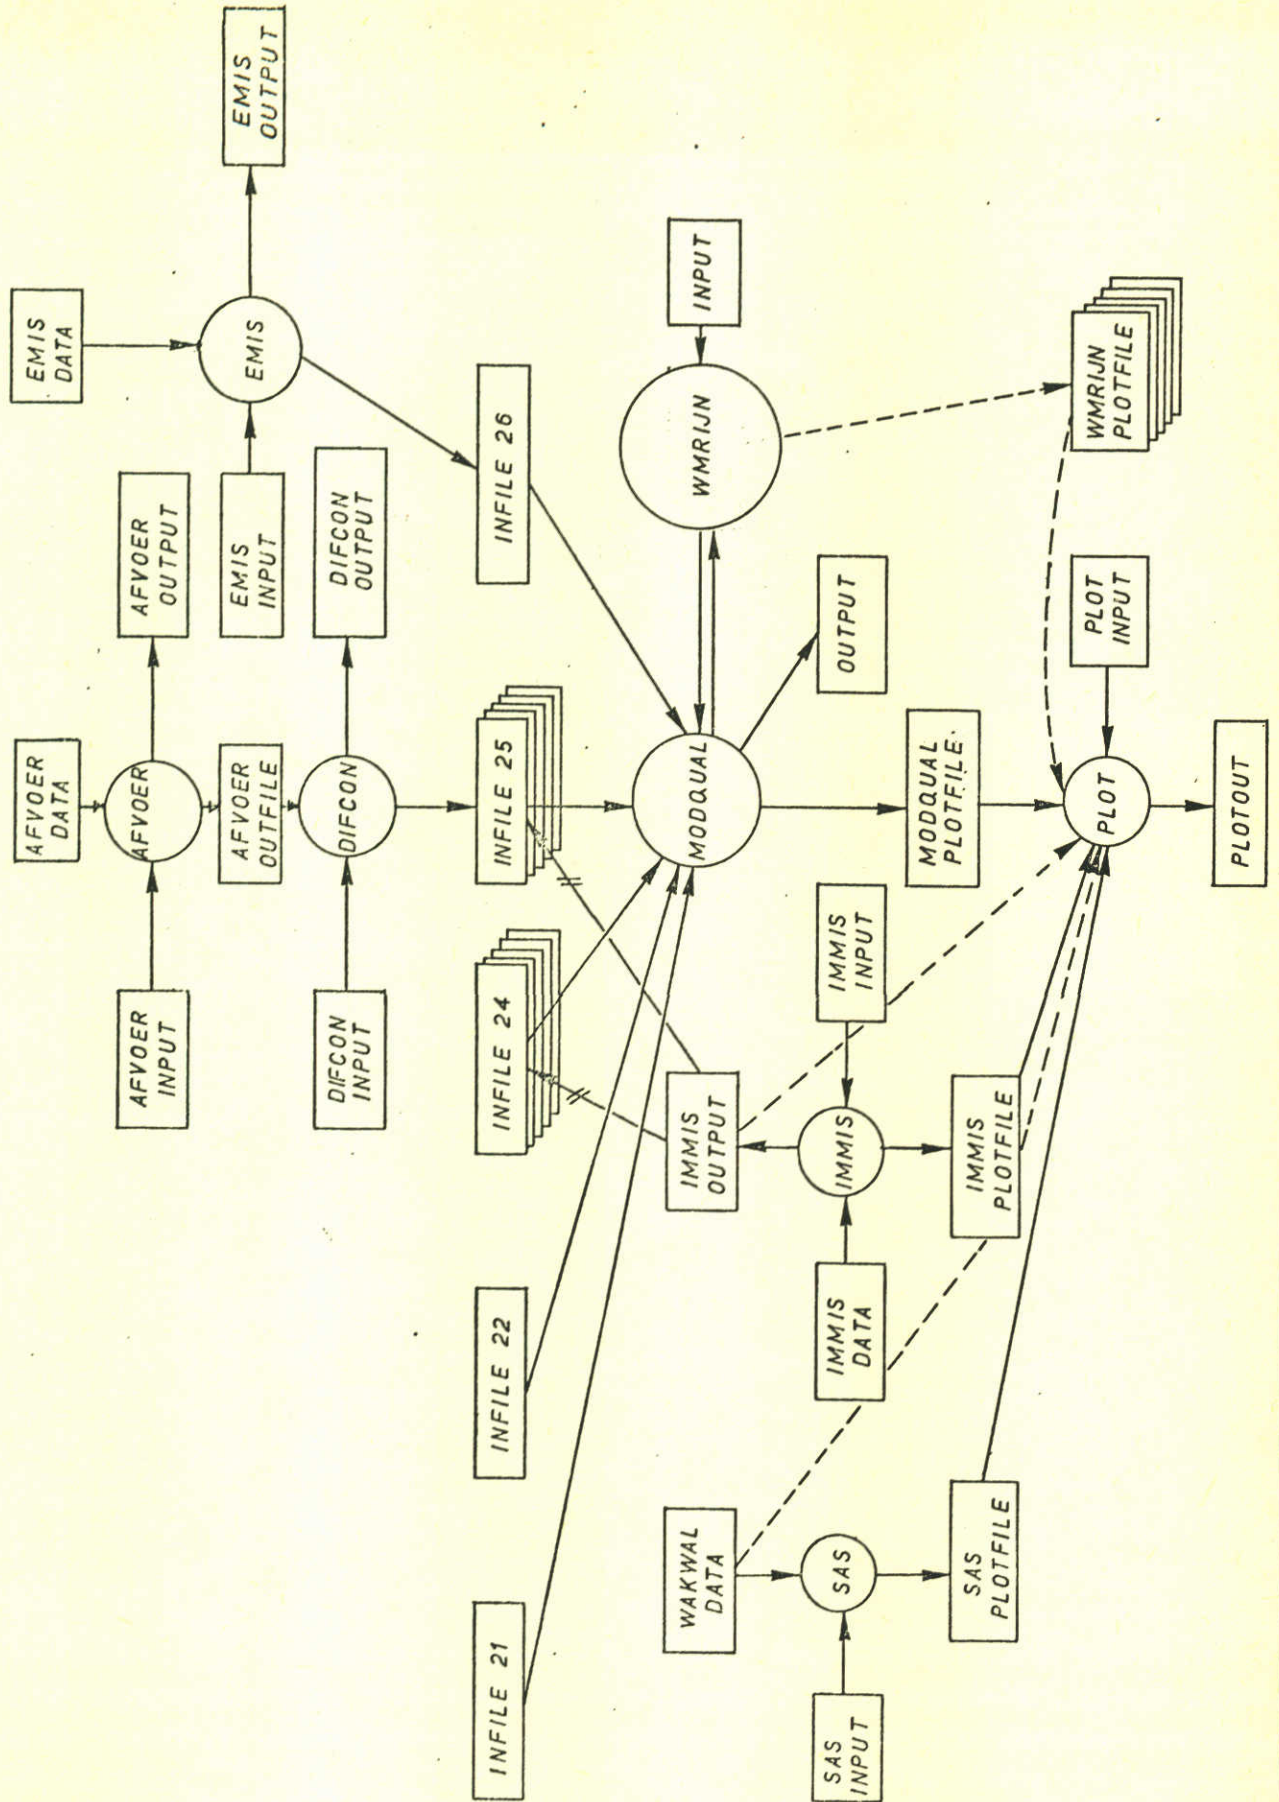 AFVOER
DATA
EMIS
DATA
AFVOER
INPUT
AFVOER
AFVOER
OUTPUT
EMIS
INPUT
EMIS
EMIS
OUTPUT
AFVOER
OUTFILE
DIFCON
INPUT
DIFCON
DIFCON
OUTPUT
INFILE 21
INFILE 22
INFILE 24
INFILE 25
INFILE 26
WAKWAL
DATA
IMMIS
OUTPUT
MODQUAL
WMRIJN
INPUT
SAS
INPUT
SAS
IMMIS
DATA
IMMIS
IMMIS
INPUT
OUTPUT
SAS
PLOTFILE
IMMIS
PLOTFILE
MODQUAL
PLOTFILE
PLOT
INPUT
WMRIJN
PLOTFILE
PLOT
PLOTOUT